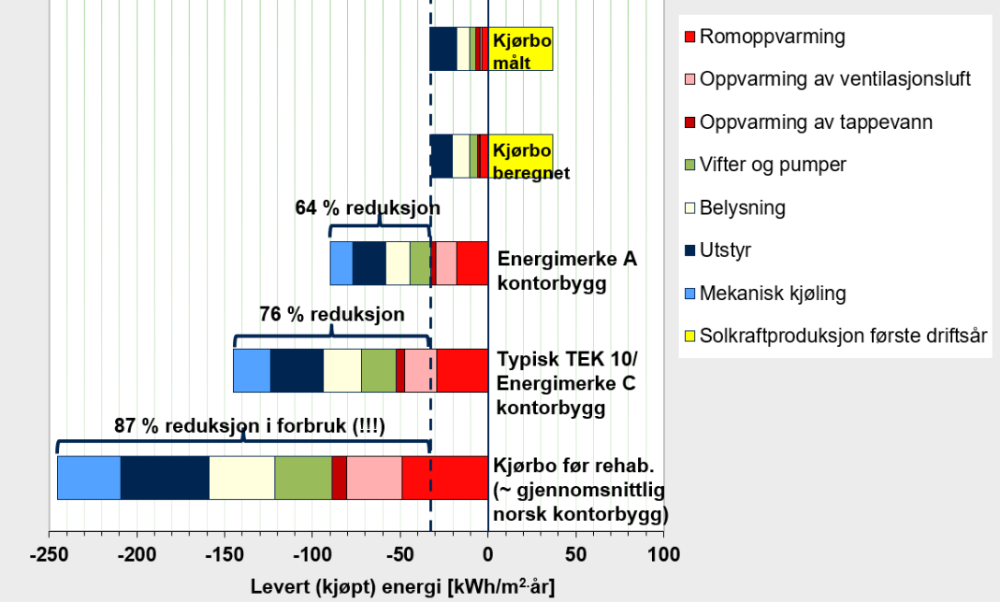 Kjørbo
målt
Kjørbo
beregnet
64 % reduksjon
Energimerke A
kontorbygg
76 % reduksjon
Typisk TEK 10/
Energimerke C
kontorbygg
87 % reduksjon i forbruk (!!!)
Kjørbo før rehab.
(~ gjennomsnittlig
norsk kontorbygg)
-250 -200 -150 -100 -50 0 50 100
Levert (kjøpt) energi [kWh/m²·år]
Romoppvarming
Oppvarming av ventilasjonsluft
Oppvarming av tappevann
Vifter og pumper
Belysning
Utstyr
Mekanisk kjøling
Solkraftproduksjon første driftsår